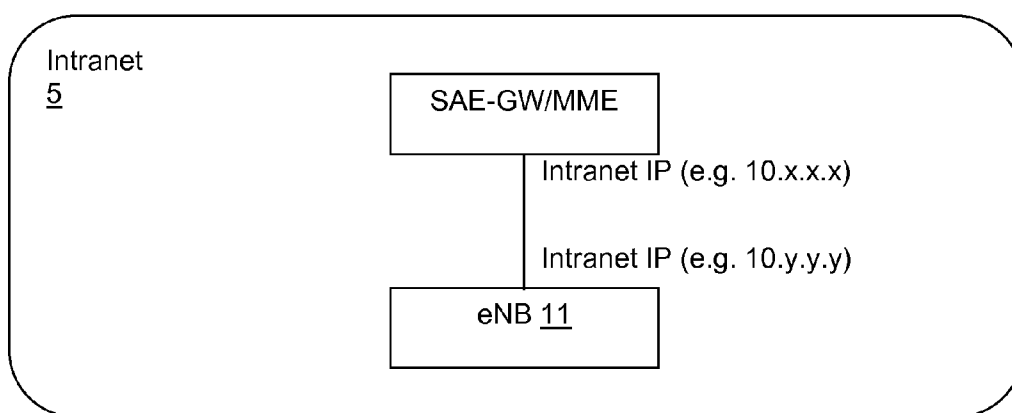 Intranet
5
SAE-GW/MME
Intranet IP (e.g. 10.x.x.x)
Intranet IP (e.g. 10.y.y.y)
eNB 11